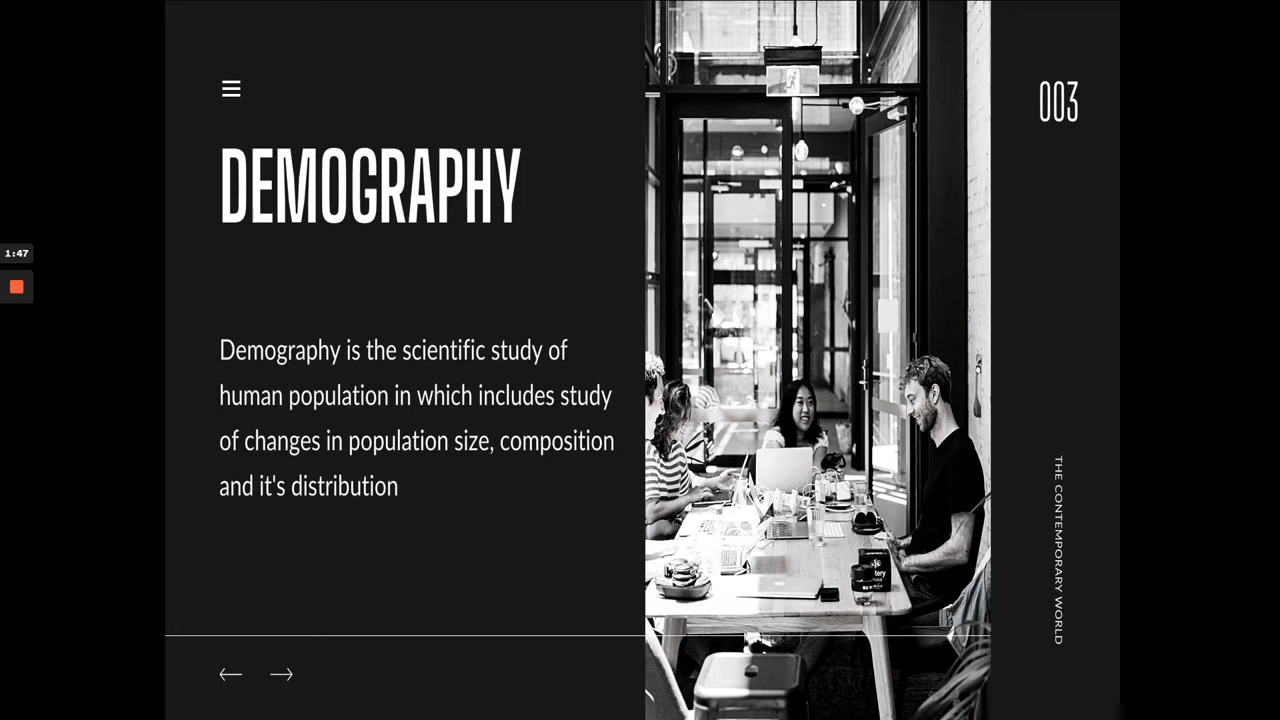 003
DEMOGRAPHY
1:47
Demography is the scientific study of
human population in which includes study
of changes in population size, composition
and it's distribution
THE CONTEMPORARY WORLD